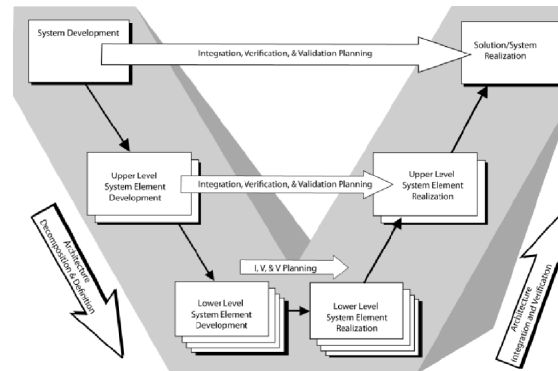 System Development
Integration, Verification, & Validation Planning
Solution/System
Realization
Upper Level
System Element
Development
Integration, Verification, & Validation Planning
Upper Level
System Element
Realization
Architecture
Decomposition & Definition
I, V, & V Planning
Lower Level
System Element
Development
Lower Level
System Element
Realization
Architecture
Integration and Verification